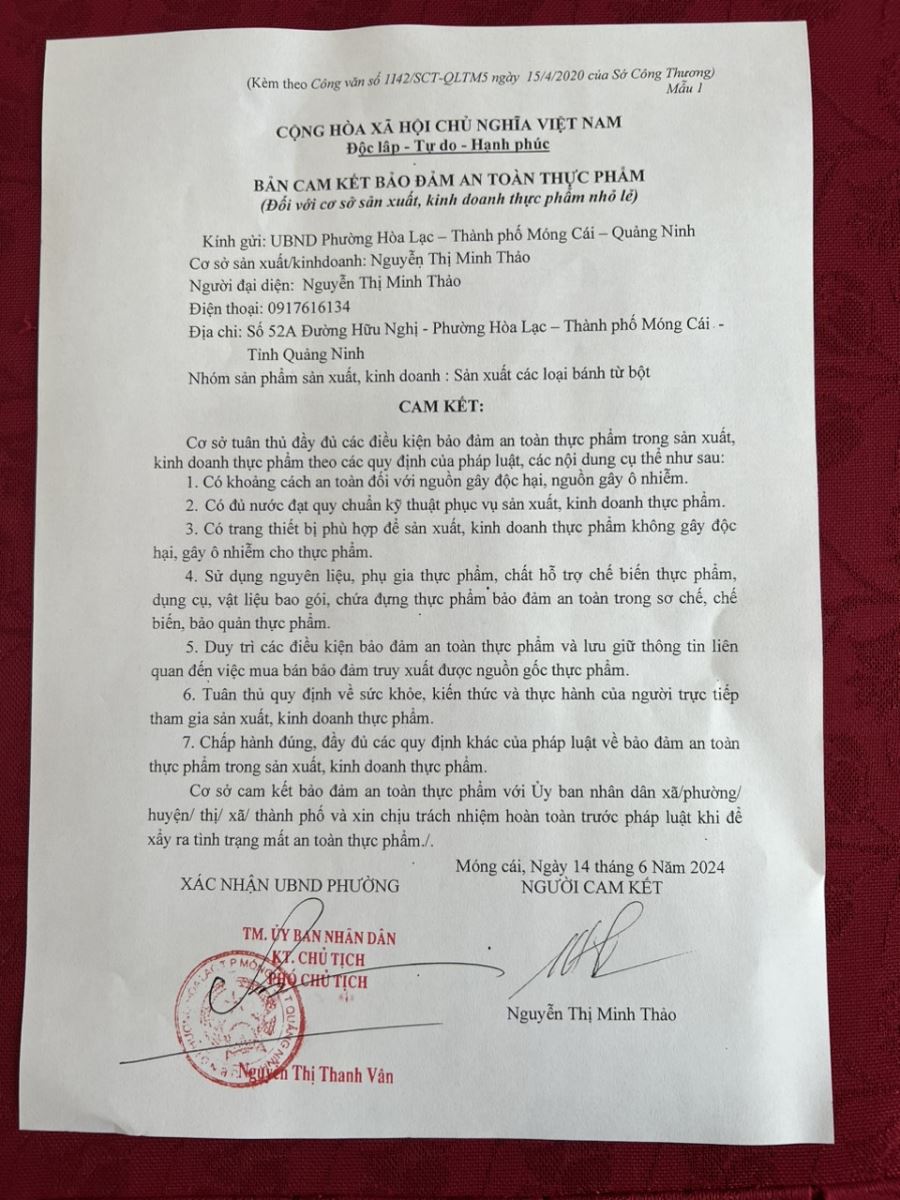 (Kèm theo Công văn số 1142/SCT-QLTM5 ngày 15/4/2020 của Sở Công Thương)
Mẫu 1
CỘNG HÒA XÃ HỘI CHỦ NGHĨA VIỆT NAM
Độc lập - Tự do - Hạnh phúc
BẢN CAM KẾT BẢO ĐẢM AN TOÀN THỰC PHẨM
(Đối với cơ sở sản xuất, kinh doanh thực phẩm nhỏ lẻ)
Kính gửi: UBND Phường Hòa Lạc – Thành phố Móng Cái – Quảng Ninh
Cơ sở sản xuất/kinhdoanh: Nguyễn Thị Minh Thảo
Người đại diện: Nguyễn Thị Minh Thảo
Điện thoại: 0917616134
Địa chỉ: Số 52A Đường Hữu Nghị - Phường Hòa Lạc – Thành phố Móng Cái -
Tỉnh Quảng Ninh
Nhóm sản phẩm sản xuất, kinh doanh : Sản xuất các loại bánh từ bột
CAM KẾT:
Cơ sở tuân thủ đầy đủ các điều kiện bảo đảm an toàn thực phẩm trong sản xuất,
kinh doanh thực phẩm theo các quy định của pháp luật, các nội dung cụ thể như sau:
1. Có khoảng cách an toàn đối với nguồn gây độc hại, nguồn gây ô nhiễm.
2. Có đủ nước đạt quy chuẩn kỹ thuật phục vụ sản xuất, kinh doanh thực phẩm.
3. Có trang thiết bị phù hợp để sản xuất, kinh doanh thực phẩm không gây độc
hại, gây ô nhiễm cho thực phẩm.
4. Sử dụng nguyên liệu, phụ gia thực phẩm, chất hỗ trợ chế biến thực phẩm,
dụng cụ, vật liệu bao gói, chứa đựng thực phẩm bảo đảm an toàn trong sơ chế, chế
biến, bảo quản thực phẩm.
5. Duy trì các điều kiện bảo đảm an toàn thực phẩm và lưu giữ thông tin liên
quan đến việc mua bán bảo đảm truy xuất được nguồn gốc thực phẩm.
6. Tuân thủ quy định về sức khỏe, kiến thức và thực hành của người trực tiếp
tham gia sản xuất, kinh doanh thực phẩm.
7. Chấp hành đúng, đầy đủ các quy định khác của pháp luật về bảo đảm an toàn
thực phẩm trong sản xuất, kinh doanh thực phẩm.
Cơ sở cam kết bảo đảm an toàn thực phẩm với Ủy ban nhân dân xã/phường/
huyện/ thị/ xã/ thành phố và xin chịu trách nhiệm hoàn toàn trước pháp luật khi để
xẩy ra tình trạng mất an toàn thực phẩm./.
Móng cái, Ngày 14 tháng 6 Năm 2024
XÁC NHẬN UBND PHƯỜNG
NGƯỜI CAM KẾT
TM. ỦY BAN NHÂN DÂN
KT. CHỦ TỊCH
PHÓ CHỦ TỊCH
Nguyễn Thị Minh Thảo
Nguyễn Thị Thanh Vân